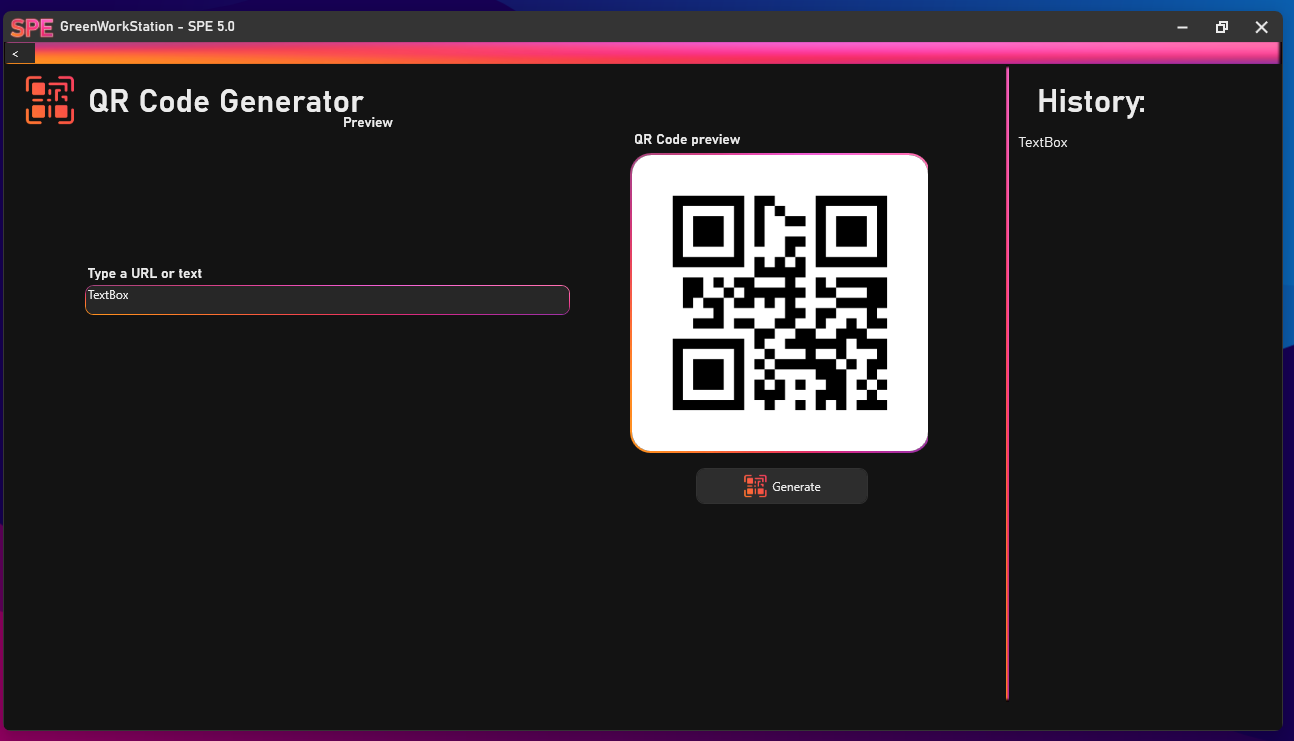 SPE GreenWorkStation - SPE 5.0
<
QR Code Generator
Preview
QR Code preview
Type a URL or text
TextBox
Generate
History:
TextBox